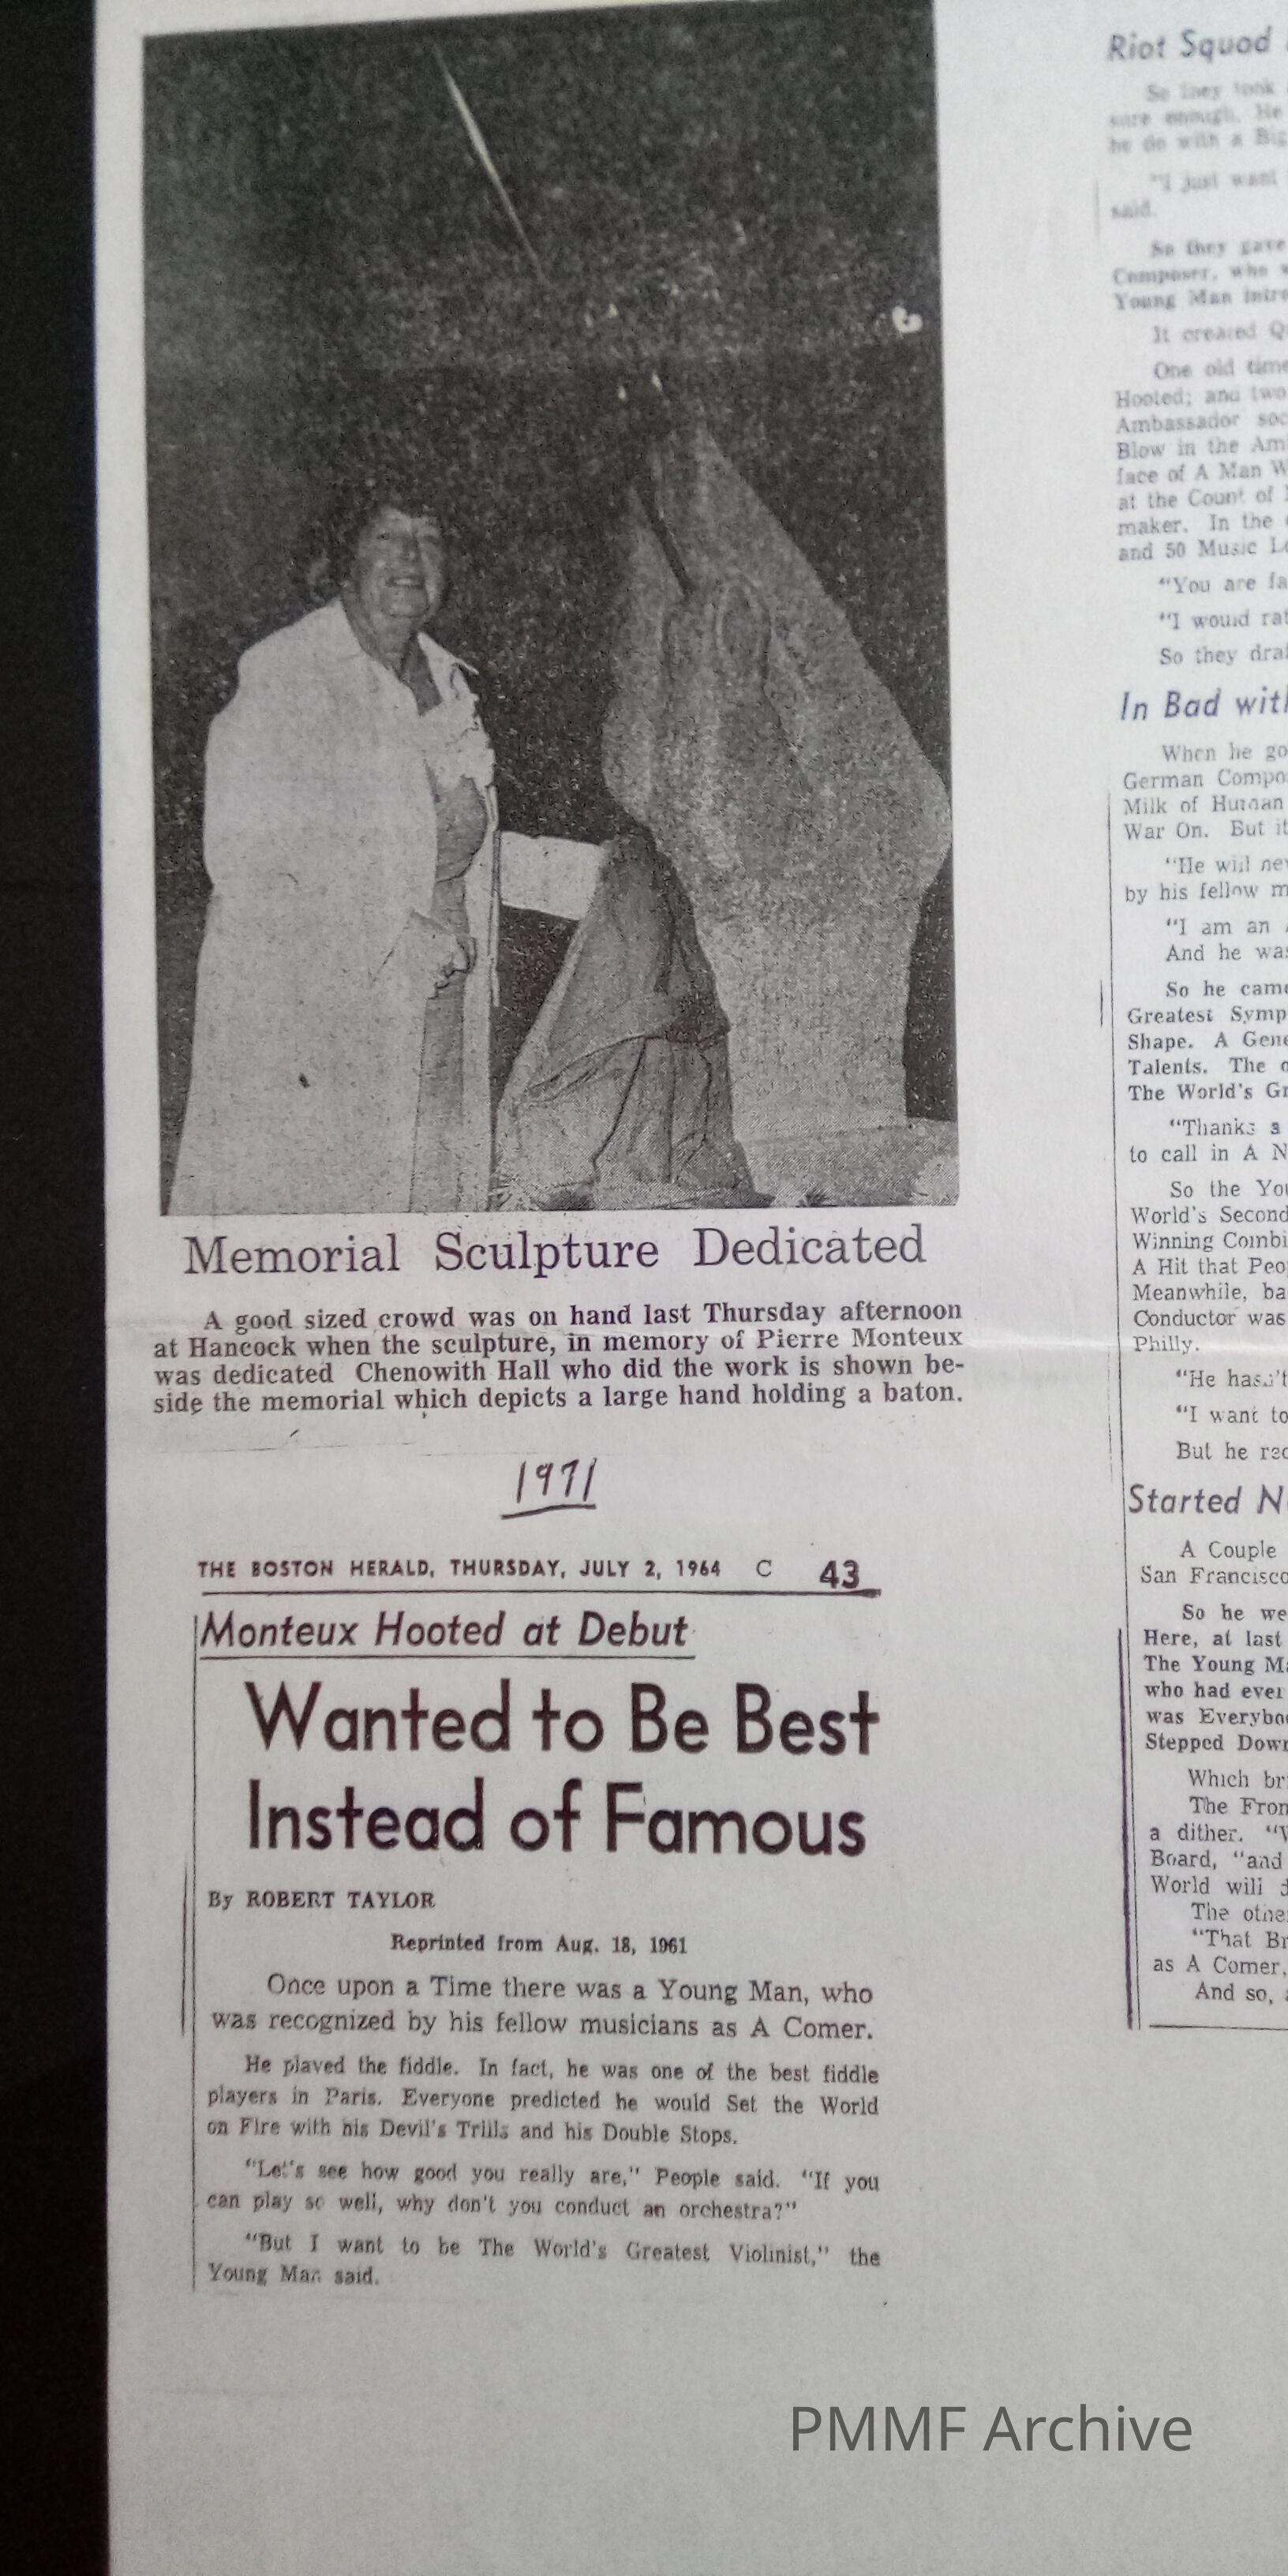 Memorial Sculpture Dedicated
A good sized crowd was on hand last Thursday afternoon
at Hancock when the sculpture, in memory of Pierre Monteux
was dedicated Chenowith Hall who did the work is shown be-
side the memorial which depicts a large hand holding a baton.
1971
THE BOSTON HERALD, THURSDAY, JULY 2, 1964 C 43
Monteux Hooted at Debut
Wanted to Be Best
Instead of Famous
By ROBERT TAYLOR
Reprinted from Aug. 18, 1961
Once upon a Time there was a Young Man, who
was recognized by his fellow musicians as A Comer.
He played the fiddle. In fact, he was one of the best fiddle
players in Paris. Everyone predicted he would Set the World
on Fire with his Devil's Trills and his Double Stops.
"Let's see how good you really are," People said. "If you
can play so well, why don't you conduct an orchestra?"
"But I want to be The World's Greatest Violinist," the
Young Man said.
Riot Squad
So they took
sure enough. He
he do with a Big
"I just want
said.
So they gave
Composer, who
Young Man
It created
One old
Hooted; and two
Ambassador
Blow in the
face of A Man
at the Count of
maker. In the
and 50 Music
"You are
"I would
So they
In Bad
When he
German
Milk of Human
War On. But
"He will
by his fellow
"I am an
And he
So he
Greatest
Shape. A
Talents. The
The World's
"Thanks a
to call in A
So the
World's Second
Winning
A Hit that
Meanwhile,
Conductor was
Philly.
"He
"I want to
But he
Started
A Couple
San Francisco
So he
Here, at last
The Young
who had
was
Stepped
Which
The
a dither.
Board, "and
World will
The
"That
as A Comer,
And so,
PMMF Archive